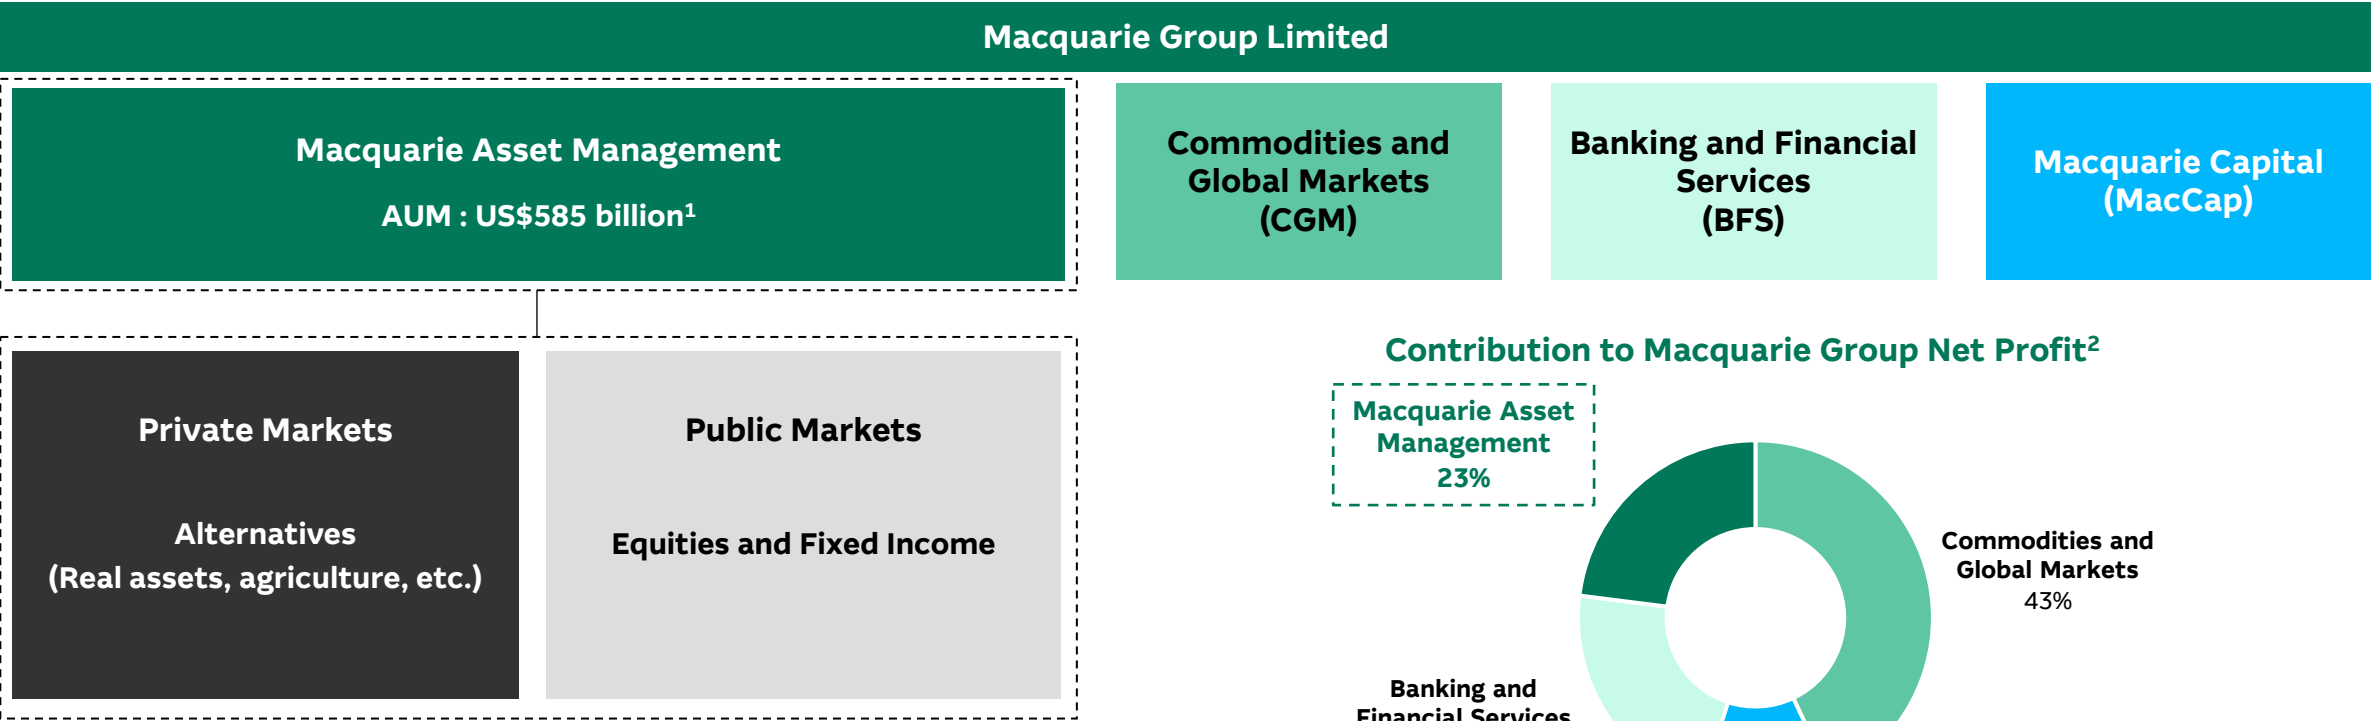 Macquarie Group Limited
Macquarie Asset Management
AUM : US$585 billion¹
Commodities and
Global Markets
(CGM)
Banking and Financial
Services
(BFS)
Macquarie Capital
(MacCap)
Private Markets
Alternatives
(Real assets, agriculture, etc.)
Public Markets
Equities and Fixed Income
Contribution to Macquarie Group Net Profit²
Macquarie Asset
Management
23%
Commodities and
Global Markets
43%
Banking and
Financial Services